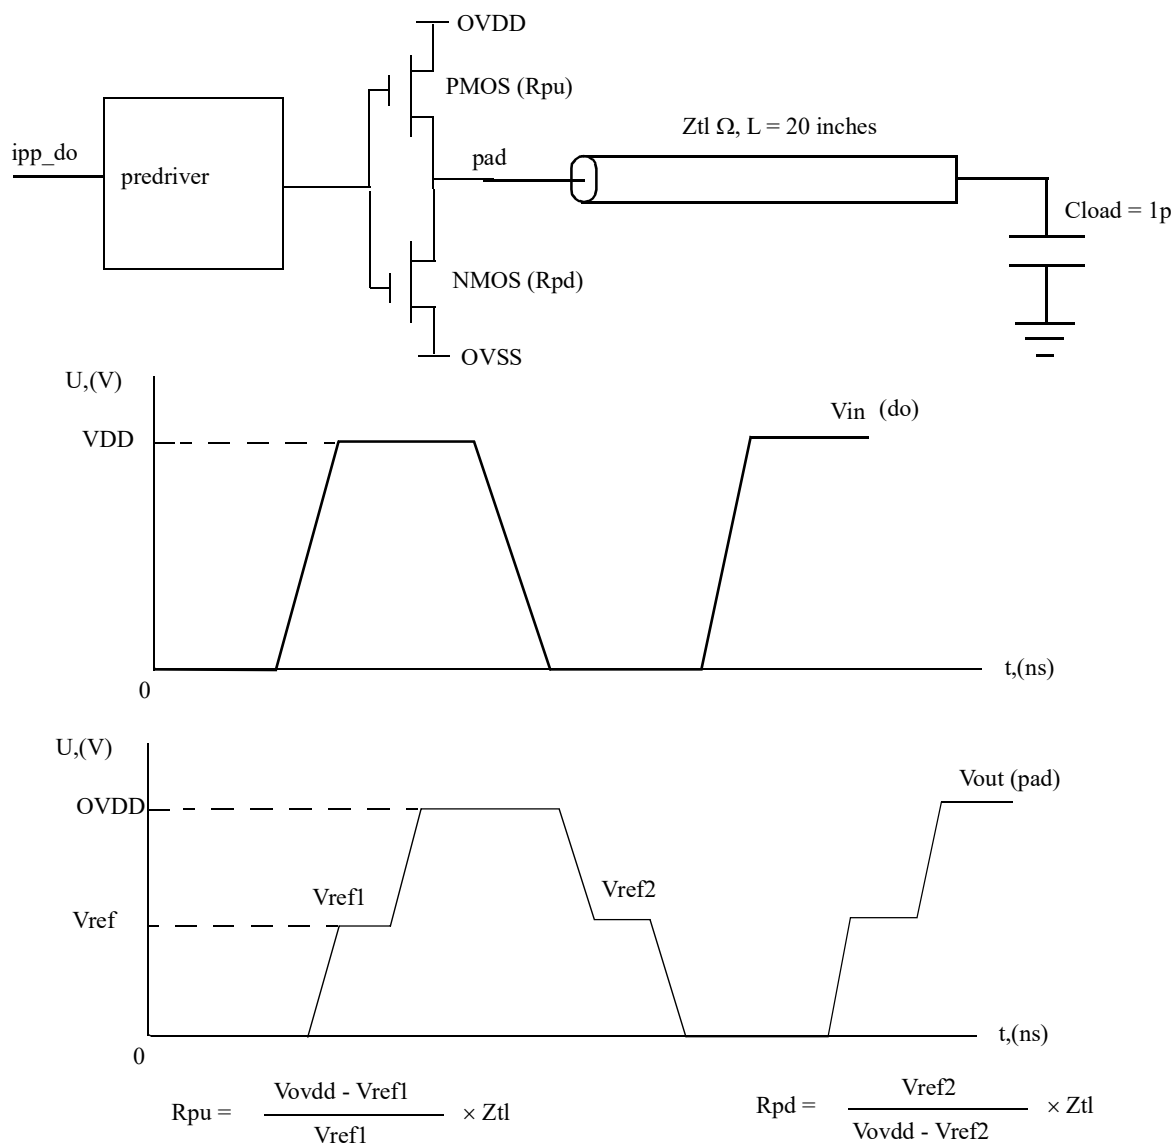 OVDD
PMOS (Rpu)
Ztl Ω, L = 20 inches
ipp_do
predriver
pad
Cload = 1p
NMOS (Rpd)
OVSS
U,(V)
VDD
Vin (do)
t,(ns)
0
U,(V)
OVDD
Vout (pad)
Vref1
Vref2
Vref
t,(ns)
0
Rpu = Vovdd - Vref1 / Vref1 × Ztl
Rpd = Vref2 / Vovdd - Vref2 × Ztl